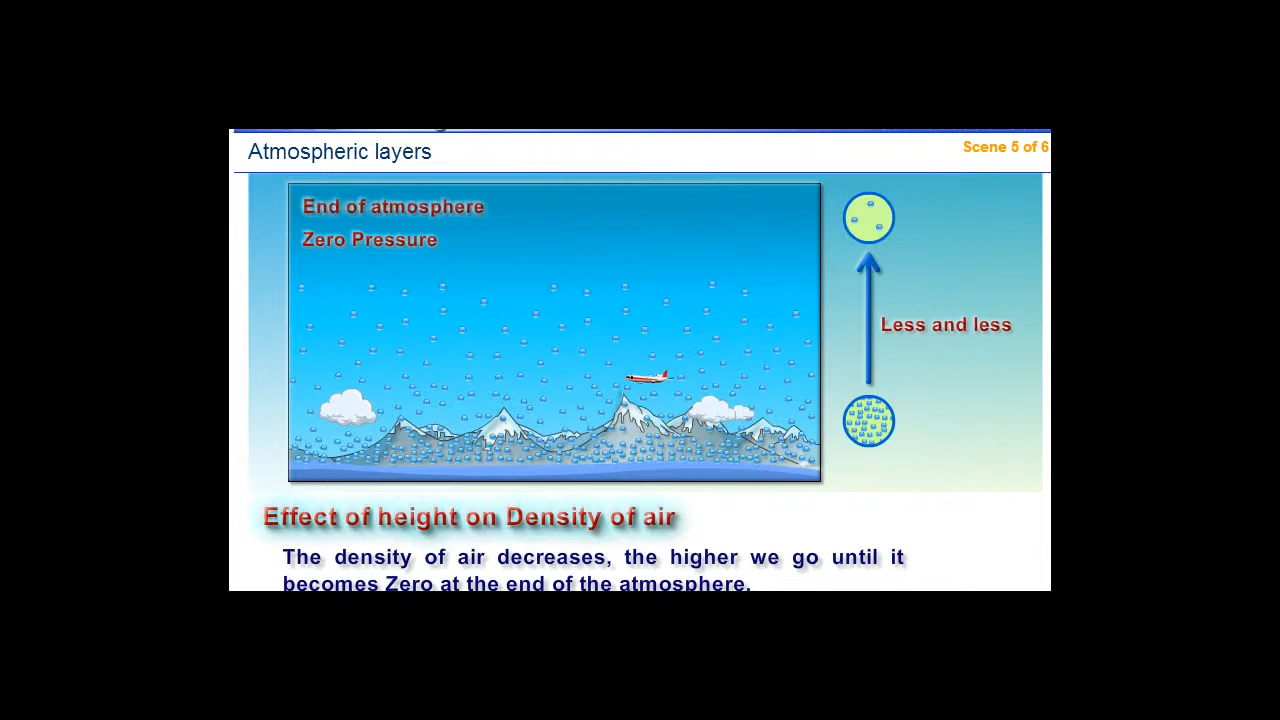 Atmospheric layers
Scene 5 of 6
End of atmosphere
Zero Pressure
Less and less
Effect of height on Density of air
The density of air decreases, the higher we go until it
becomes Zero at the end of the atmosphere.